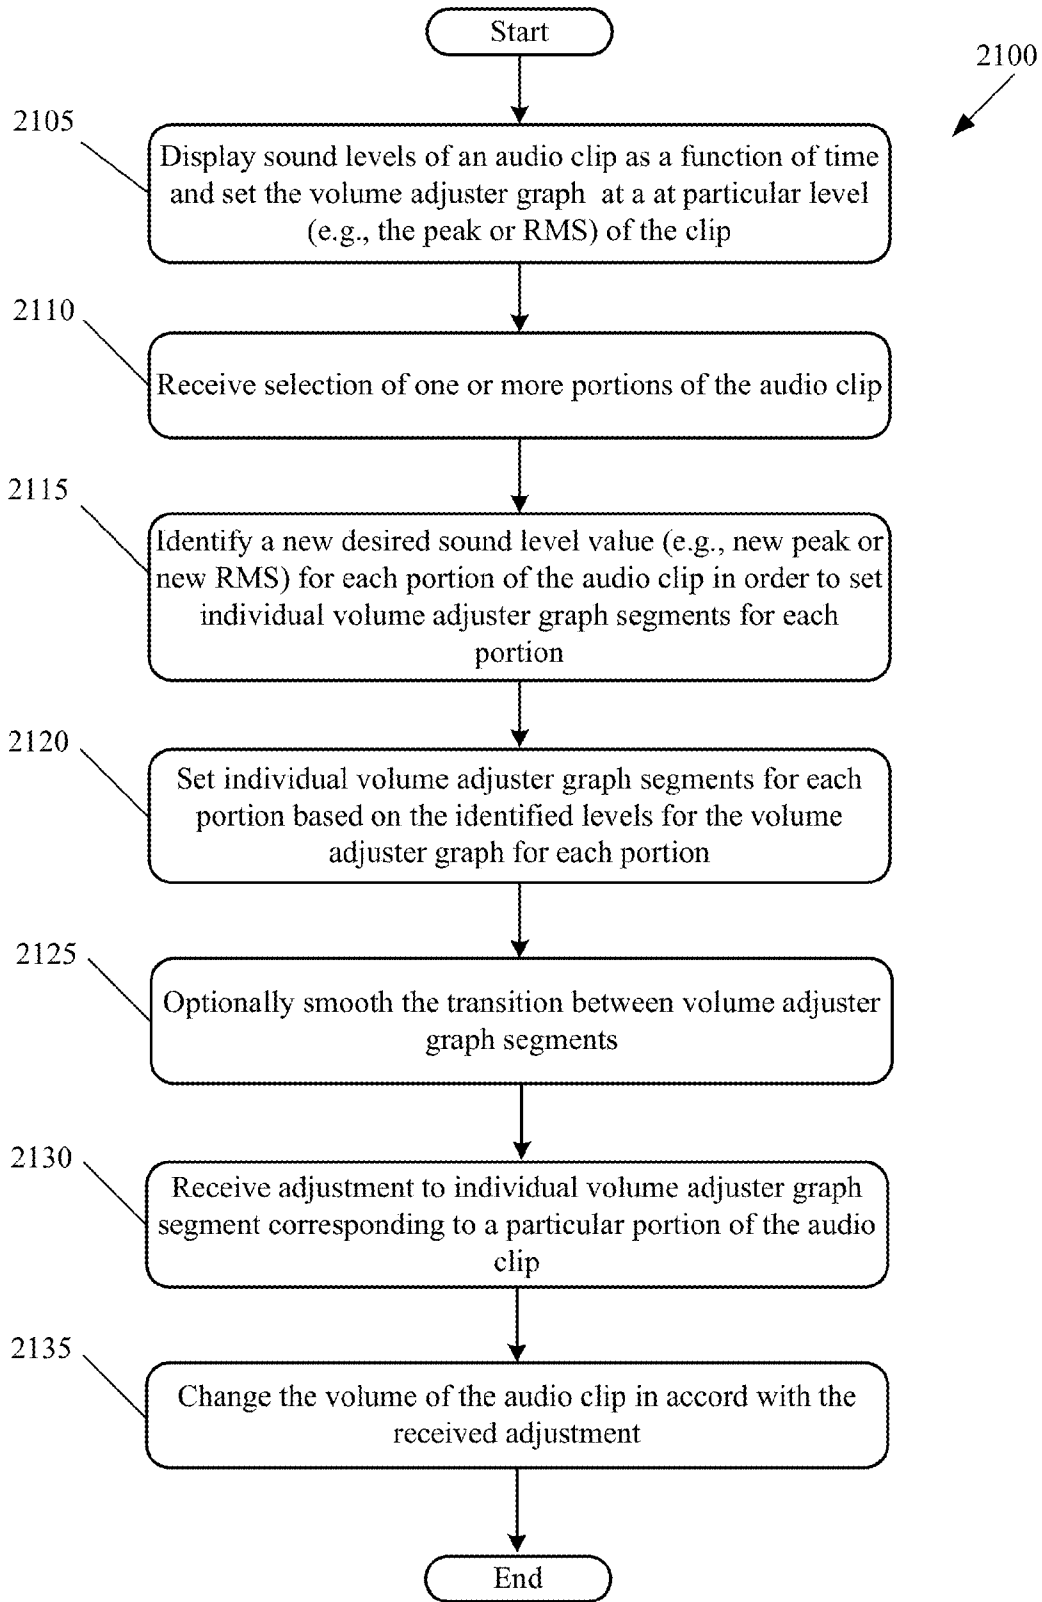 Start
2100
2105
Display sound levels of an audio clip as a function of time
and set the volume adjuster graph at a at particular level
(e.g., the peak or RMS) of the clip
2110
Receive selection of one or more portions of the audio clip
2115
Identify a new desired sound level value (e.g., new peak or
new RMS) for each portion of the audio clip in order to set
individual volume adjuster graph segments for each
portion
2120
Set individual volume adjuster graph segments for each
portion based on the identified levels for the volume
adjuster graph for each portion
2125
Optionally smooth the transition between volume adjuster
graph segments
2130
Receive adjustment to individual volume adjuster graph
segment corresponding to a particular portion of the audio
clip
2135
Change the volume of the audio clip in accord with the
received adjustment
End